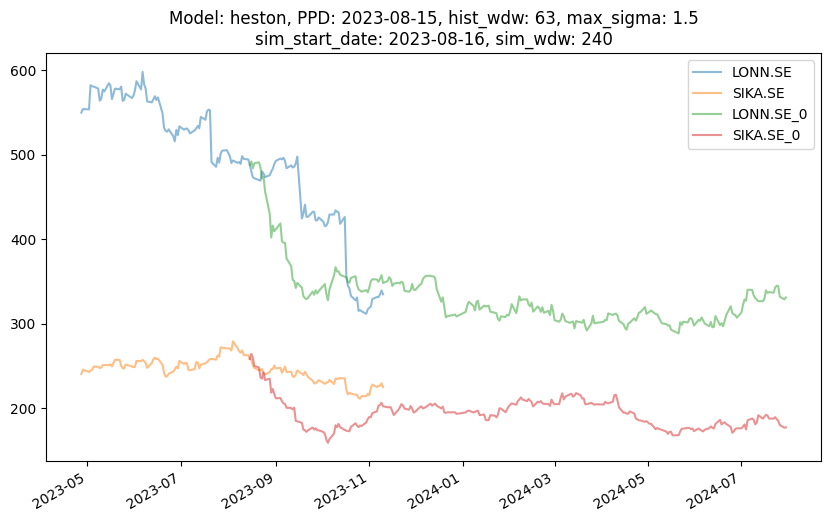 Model: heston, PPD: 2023-08-15, hist_wdw: 63, max_sigma: 1.5
sim_start_date: 2023-08-16, sim_wdw: 240
LONN.SE
SIKA.SE
LONN.SE_0
SIKA.SE_0
600
500
400
300
200
2023-05
2023-07
2023-09
2023-11
2024-01
2024-03
2024-05
2024-07